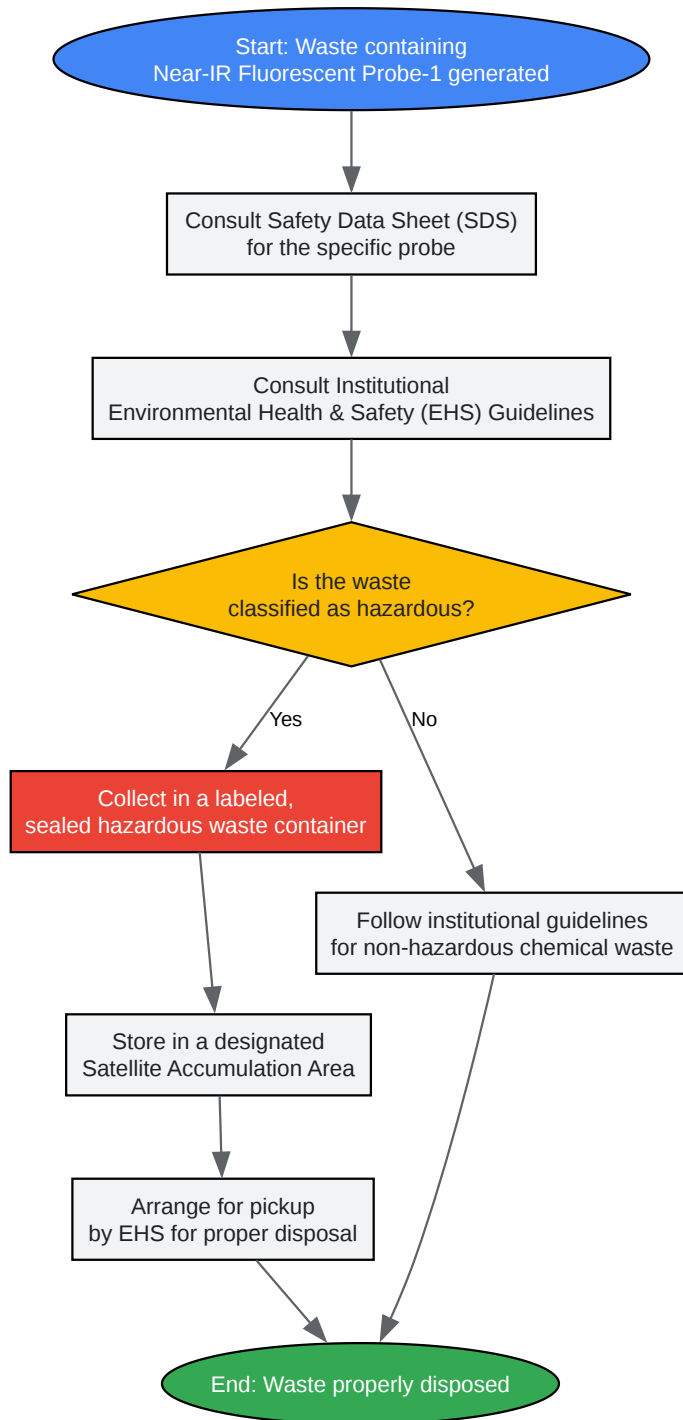 Start: Waste containing
Near-IR Fluorescent Probe-1 generated
Consult Safety Data Sheet (SDS)
for the specific probe
Consult Institutional
Environmental Health & Safety (EHS) Guidelines
Is the waste
classified as hazardous?
Yes
No
Collect in a labeled,
sealed hazardous waste container
Follow institutional guidelines
for non-hazardous chemical waste
Store in a designated
Satellite Accumulation Area
Arrange for pickup
by EHS for proper disposal
End: Waste properly disposed